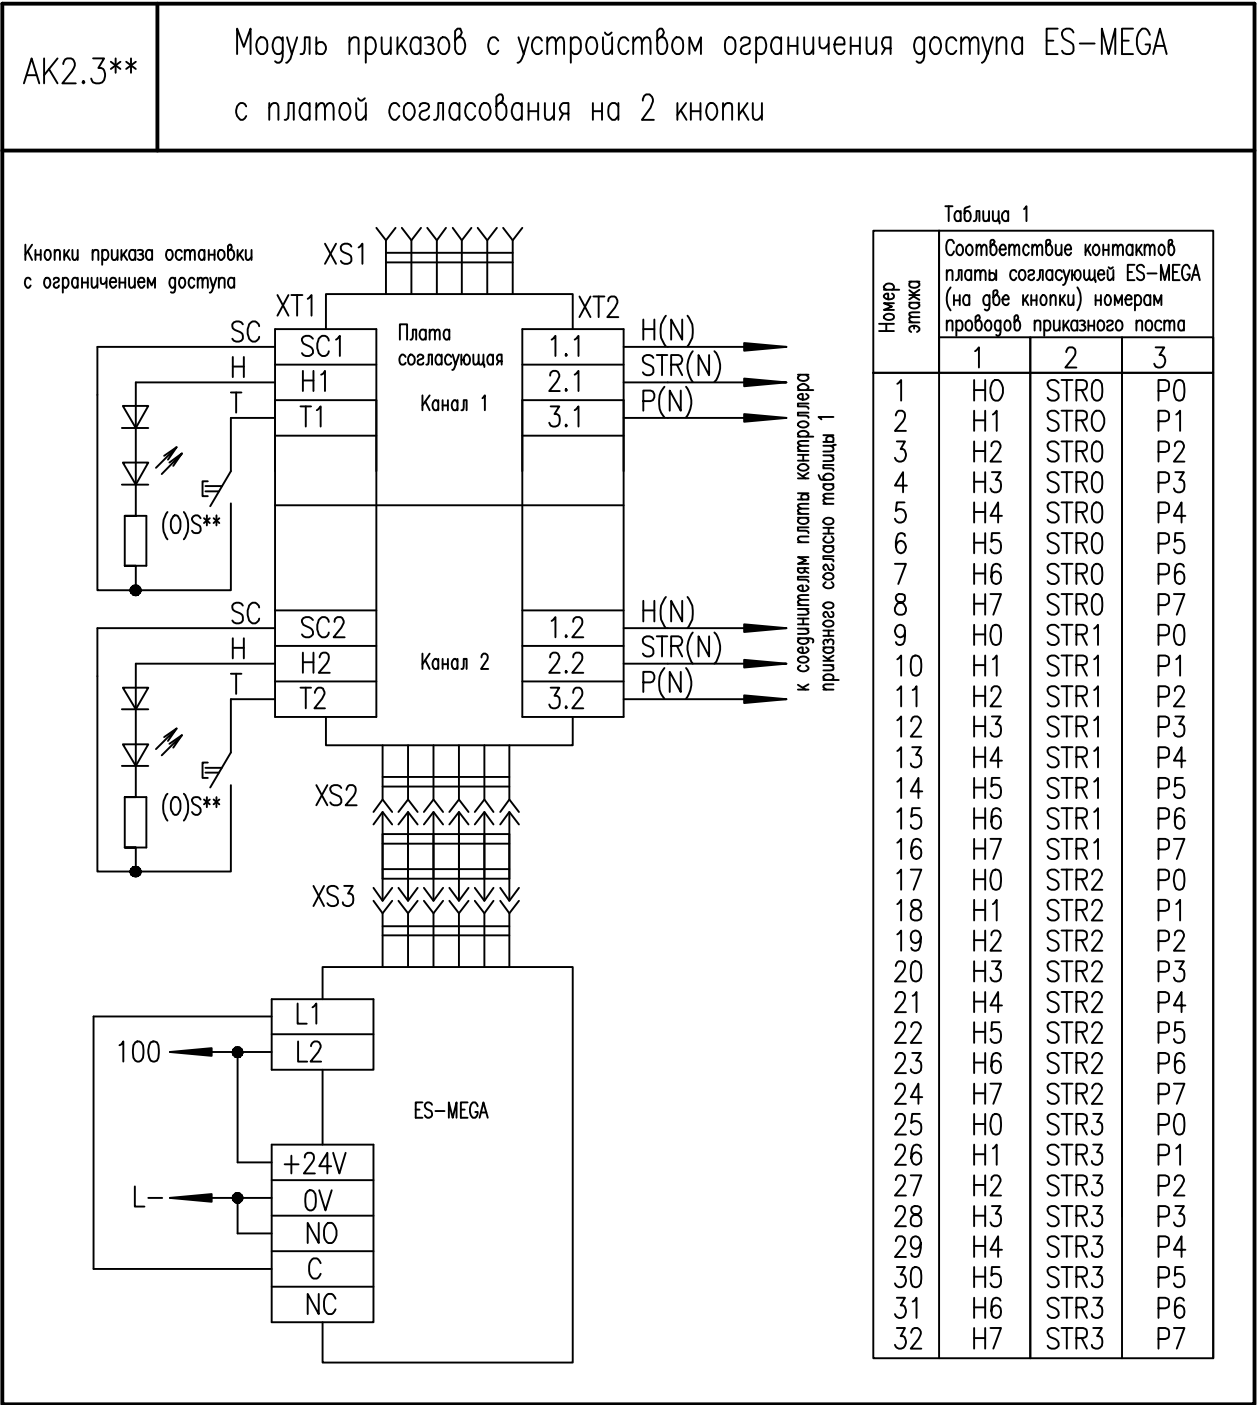 АК2.3**
Модуль приказов с устройством ограничения доступа ES-MEGA
с платой согласования на 2 кнопки
Кнопки приказа остановки
с ограничением доступа
XS1
XT1
XT2
SC
H
T
SC1
H1
T1
Плата
согласующая
Канал 1
1.1
2.1
3.1
H(N)
STR(N)
P(N)
(0)S**
SC
H
T
SC2
H2
T2
Канал 2
1.2
2.2
3.2
H(N)
STR(N)
P(N)
(0)S**
к соединителям платы контроллера
приказного согласно таблицы 1
XS2
XS3
L1
L2
100
ES-MEGA
+24V
L-
0V
NO
C
NC
Таблица 1
Номер
этажа
Соответствие контактов
платы согласующей ES-MEGA
(на две кнопки) номерам
проводов приказного поста
1 2 3
1 H0 STR0 P0
2 H1 STR0 P1
3 H2 STR0 P2
4 H3 STR0 P3
5 H4 STR0 P4
6 H5 STR0 P5
7 H6 STR0 P6
8 H7 STR0 P7
9 H0 STR1 P0
10 H1 STR1 P1
11 H2 STR1 P2
12 H3 STR1 P3
13 H4 STR1 P4
14 H5 STR1 P5
15 H6 STR1 P6
16 H7 STR1 P7
17 H0 STR2 P0
18 H1 STR2 P1
19 H2 STR2 P2
20 H3 STR2 P3
21 H4 STR2 P4
22 H5 STR2 P5
23 H6 STR2 P6
24 H7 STR2 P7
25 H0 STR3 P0
26 H1 STR3 P1
27 H2 STR3 P2
28 H3 STR3 P3
29 H4 STR3 P4
30 H5 STR3 P5
31 H6 STR3 P6
32 H7 STR3 P7